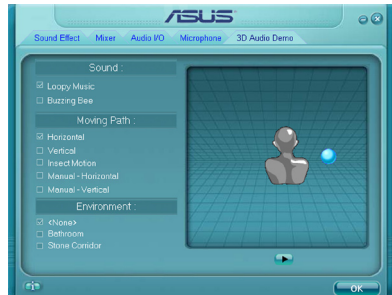 ASUS
Sound Effect Mixer Audio I/O Microphone 3D Audio Demo
Sound :
Loopy Music
Buzzing Bee
Moving Path :
Horizontal
Vertical
Insect Motion
Manual - Horizontal
Manual - Vertical
Environment :
<None>
Bathroom
Stone Corridor
OK